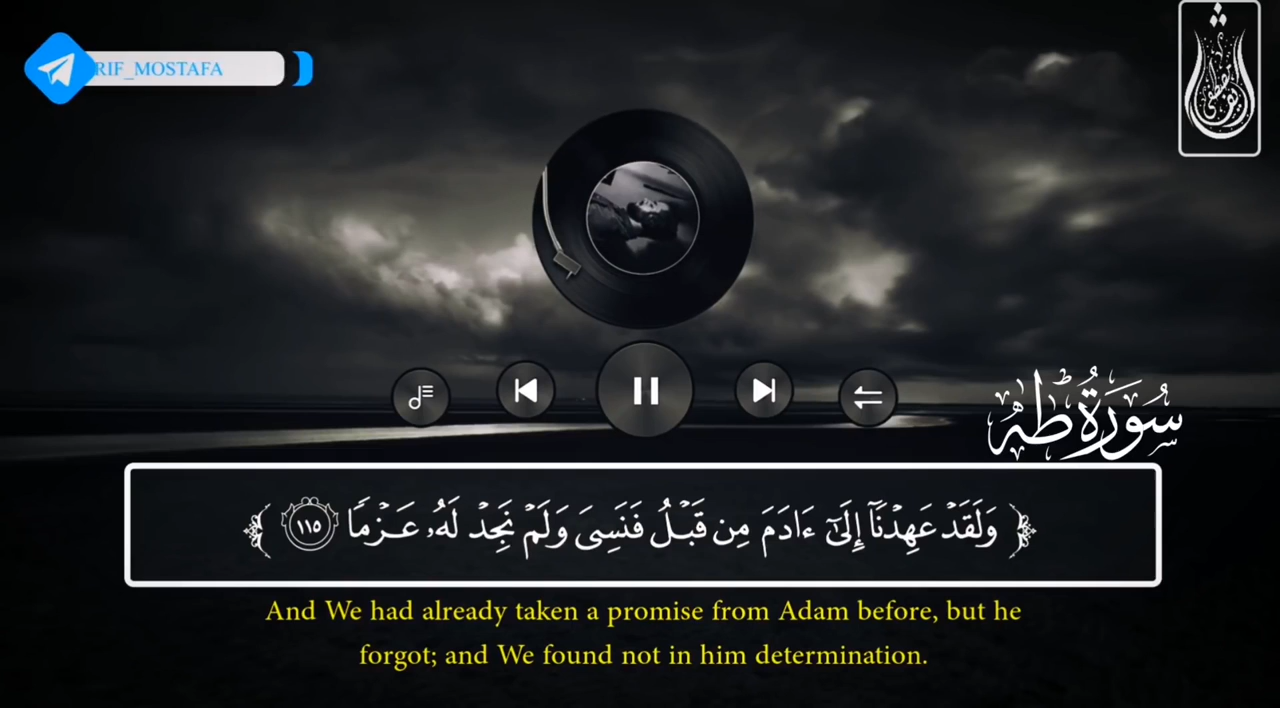 RIF_MOSTAFA
سُورَةُ طه
﴿ وَلَقَدْ عَهِدْنَآ إِلَىٰٓ ءَادَمَ مِن قَبْلُ فَنَسِىَ وَلَمْ نَجِدْ لَهُۥ عَزْمًا ١١٥ ﴾
And We had already taken a promise from Adam before, but he
forgot; and We found not in him determination.